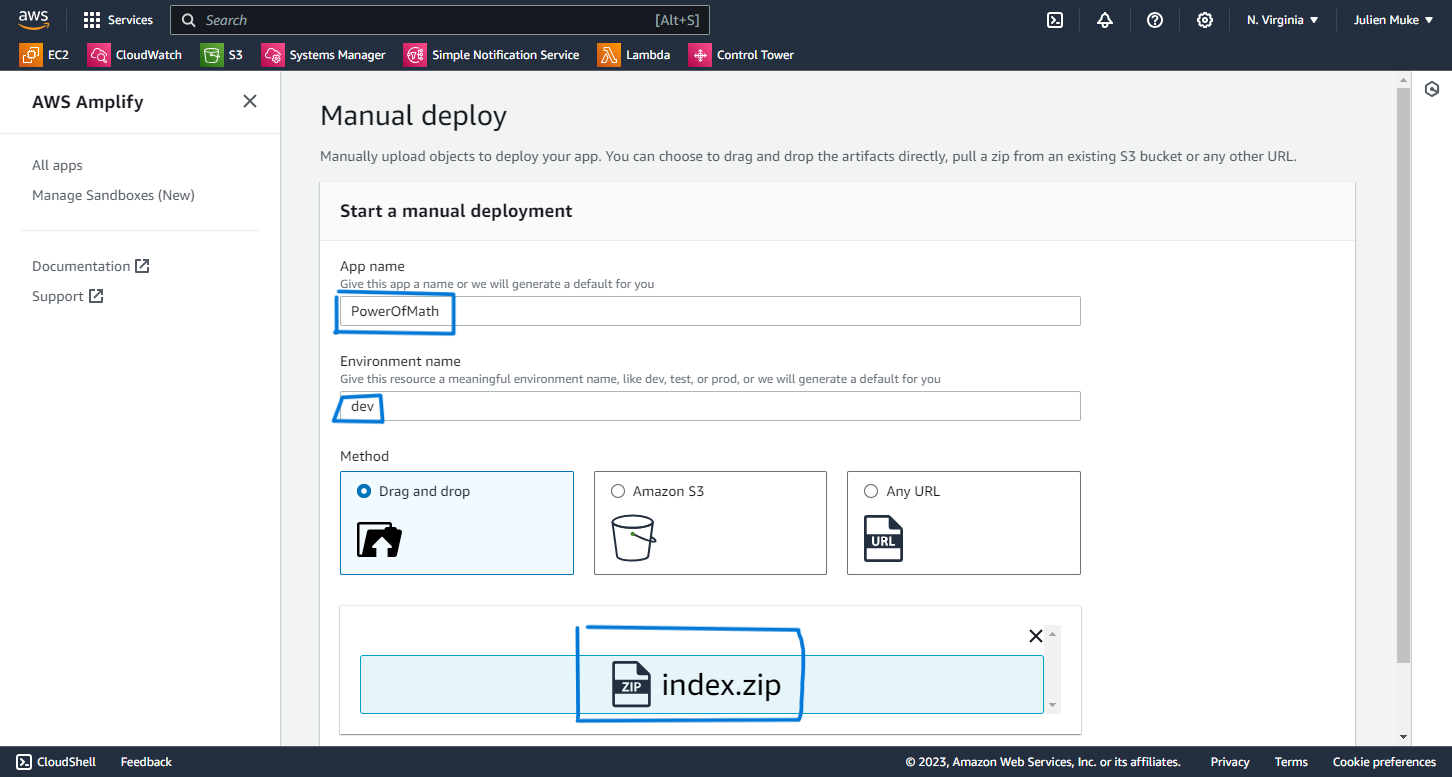 aws Services Search [Alt+S] N. Virginia Julien Muke
EC2 CloudWatch S3 Systems Manager Simple Notification Service Lambda Control Tower
AWS Amplify
All apps
Manage Sandboxes (New)
Documentation
Support
Manual deploy
Manually upload objects to deploy your app. You can choose to drag and drop the artifacts directly, pull a zip from an existing S3 bucket or any other URL.
Start a manual deployment
App name
Give this app a name or we will generate a default for you
PowerOfMath
Environment name
Give this resource a meaningful environment name, like dev, test, or prod, or we will generate a default for you
dev
Method
Drag and drop Amazon S3 Any URL
URL
ZIP index.zip
CloudShell Feedback © 2023, Amazon Web Services, Inc. or its affiliates. Privacy Terms Cookie preferences